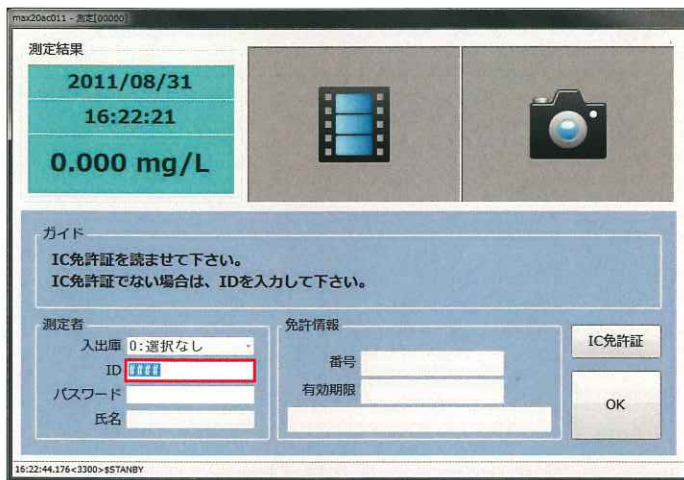 max20ac011 - 測定[00000]
測定結果
2011/08/31
16:22:21
0.000 mg/L
ガイド
IC免許証を読ませて下さい。
IC免許証でない場合は、IDを入力して下さい。
測定者
入出庫 0:選択なし
ID ####
パスワード
氏名
免許情報
番号
有効期限
IC免許証
OK
16:22:44.176<3300>$STANBY